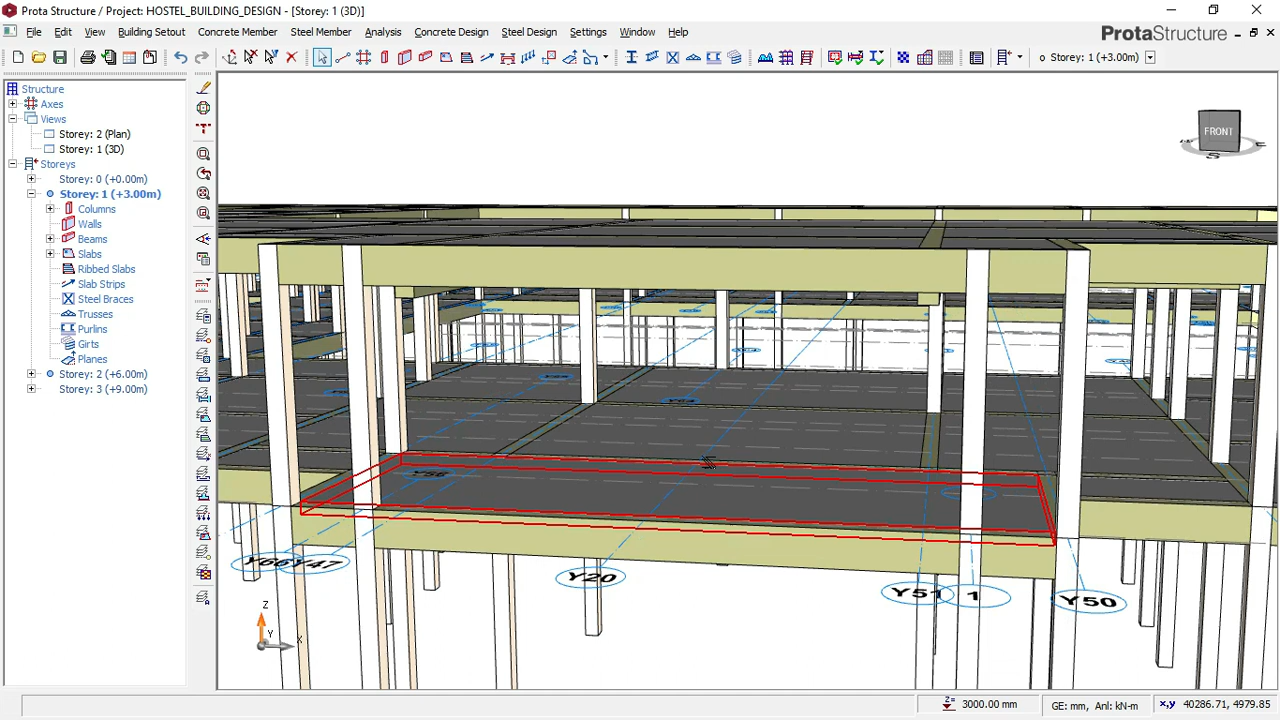 Prota Structure / Project: HOSTEL_BUILDING_DESIGN - [Storey: 1 (3D)]
File Edit View Building Setout Concrete Member Steel Member Analysis Concrete Design Steel Design Settings Window Help
ProtaStructure
Storey: 1 (+3.00m)
Structure
Axes
Views
Storey: 2 (Plan)
Storey: 1 (3D)
Storeys
Storey: 0 (+0.00m)
Storey: 1 (+3.00m)
Columns
Walls
Beams
Slabs
Ribbed Slabs
Slab Strips
Steel Braces
Trusses
Purlins
Girts
Planes
Storey: 2 (+6.00m)
Storey: 3 (+9.00m)
FRONT
S
Y66 Y47
Y20
Y51
1
Y50
Z
Y
X
Z=
3000.00 mm
GE: mm, Anl: kN-m
x,y
40286.71, 4979.85